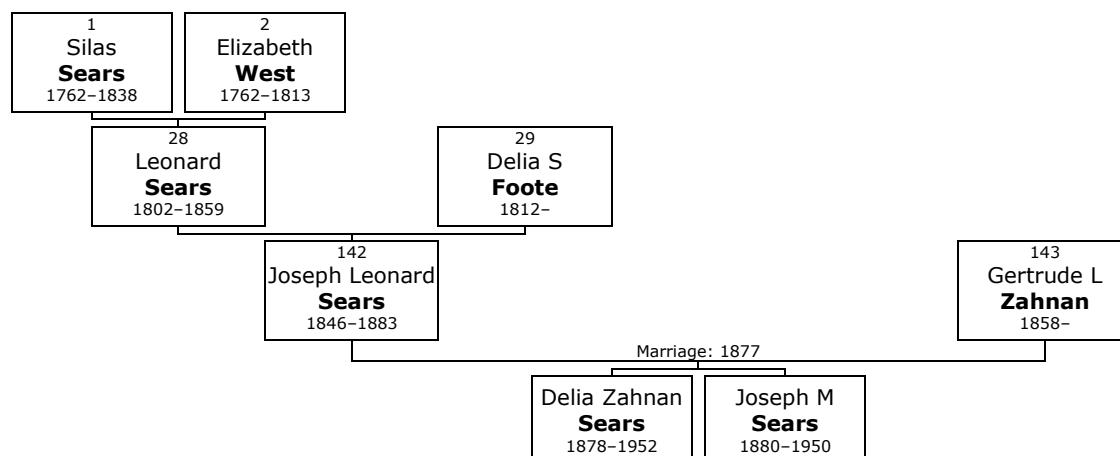 1
Silas
Sears
1762–1838
2
Elizabeth
West
1762–1813
28
Leonard
Sears
1802–1859
29
Delia S
Foote
1812–
142
Joseph Leonard
Sears
1846–1883
143
Gertrude L
Zahnan
1858–
Marriage: 1877
Delia Zahnan
Sears
1878–1952
Joseph M
Sears
1880–1950